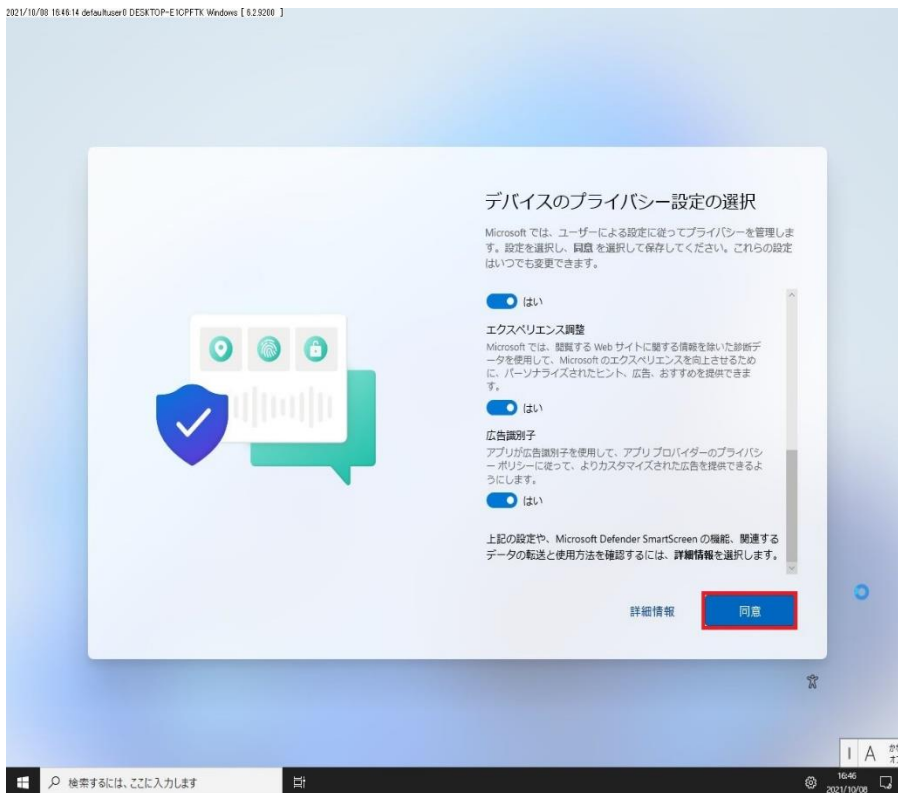 2021/10/08 16:46:14 defaultuser0 DESKTOP-E1CPFTK Windows [ 6.2.9200 ]
デバイスのプライバシー設定の選択
Microsoft では、ユーザーによる設定に従ってプライバシーを管理しま
す。設定を選択し、同意 を選択して保存してください。これらの設定
はいつでも変更できます。
はい
エクスペリエンス調整
Microsoft では、閲覧する Web サイトに関する情報を除いた診断デ
ータを使用して、Microsoft のエクスペリエンスを向上させるため
に、パーソナライズされたヒント、広告、おすすめを提供できま
す。
はい
広告識別子
アプリが広告識別子を使用して、アプリ プロバイダーのプライバシ
ー ポリシーに従って、よりカスタマイズされた広告を提供できるよ
うにします。
はい
上記の設定や、Microsoft Defender SmartScreen の機能、関連する
データの転送と使用方法を確認するには、詳細情報を選択します。
詳細情報
同意
A
検索するには、ここに入力します
16:46
2021/10/08